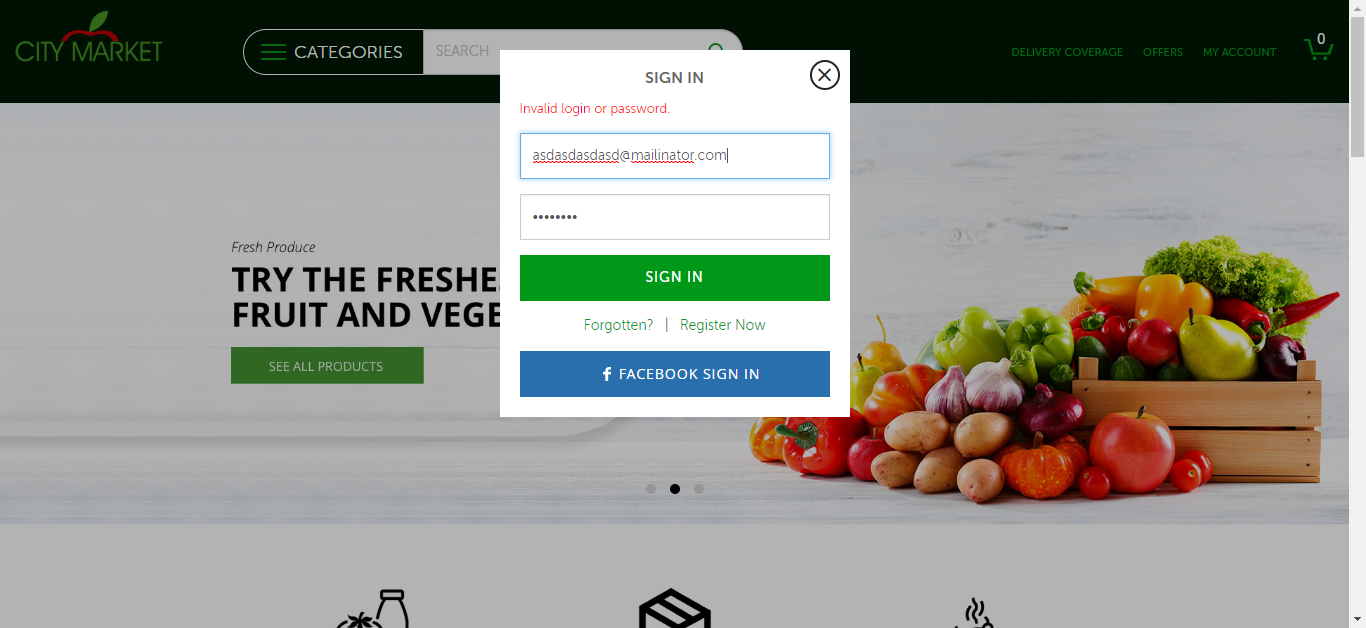 CITY MARKET
CATEGORIES
SEARCH
DELIVERY COVERAGE
OFFERS
MY ACCOUNT
0
SIGN IN
Invalid login or password.
asdasdasdasd@mailinator.com
••••••••
SIGN IN
Forgotten? | Register Now
FACEBOOK SIGN IN
Fresh Produce
TRY THE FRESHE
FRUIT AND VEGE
SEE ALL PRODUCTS